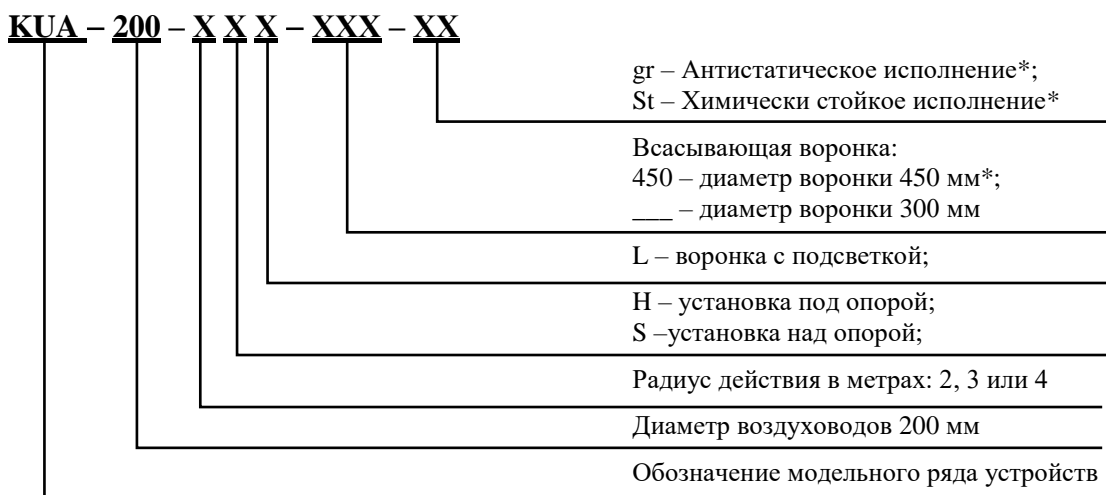 KUA – 200 – X X X – XXX – XX
gr – Антистатическое исполнение*;
St – Химически стойкое исполнение*
Всасывающая воронка:
450 – диаметр воронки 450 мм*;
___ – диаметр воронки 300 мм
L – воронка с подсветкой;
H – установка под опорой;
S –установка над опорой;
Радиус действия в метрах: 2, 3 или 4
Диаметр воздуховодов 200 мм
Обозначение модельного ряда устройств